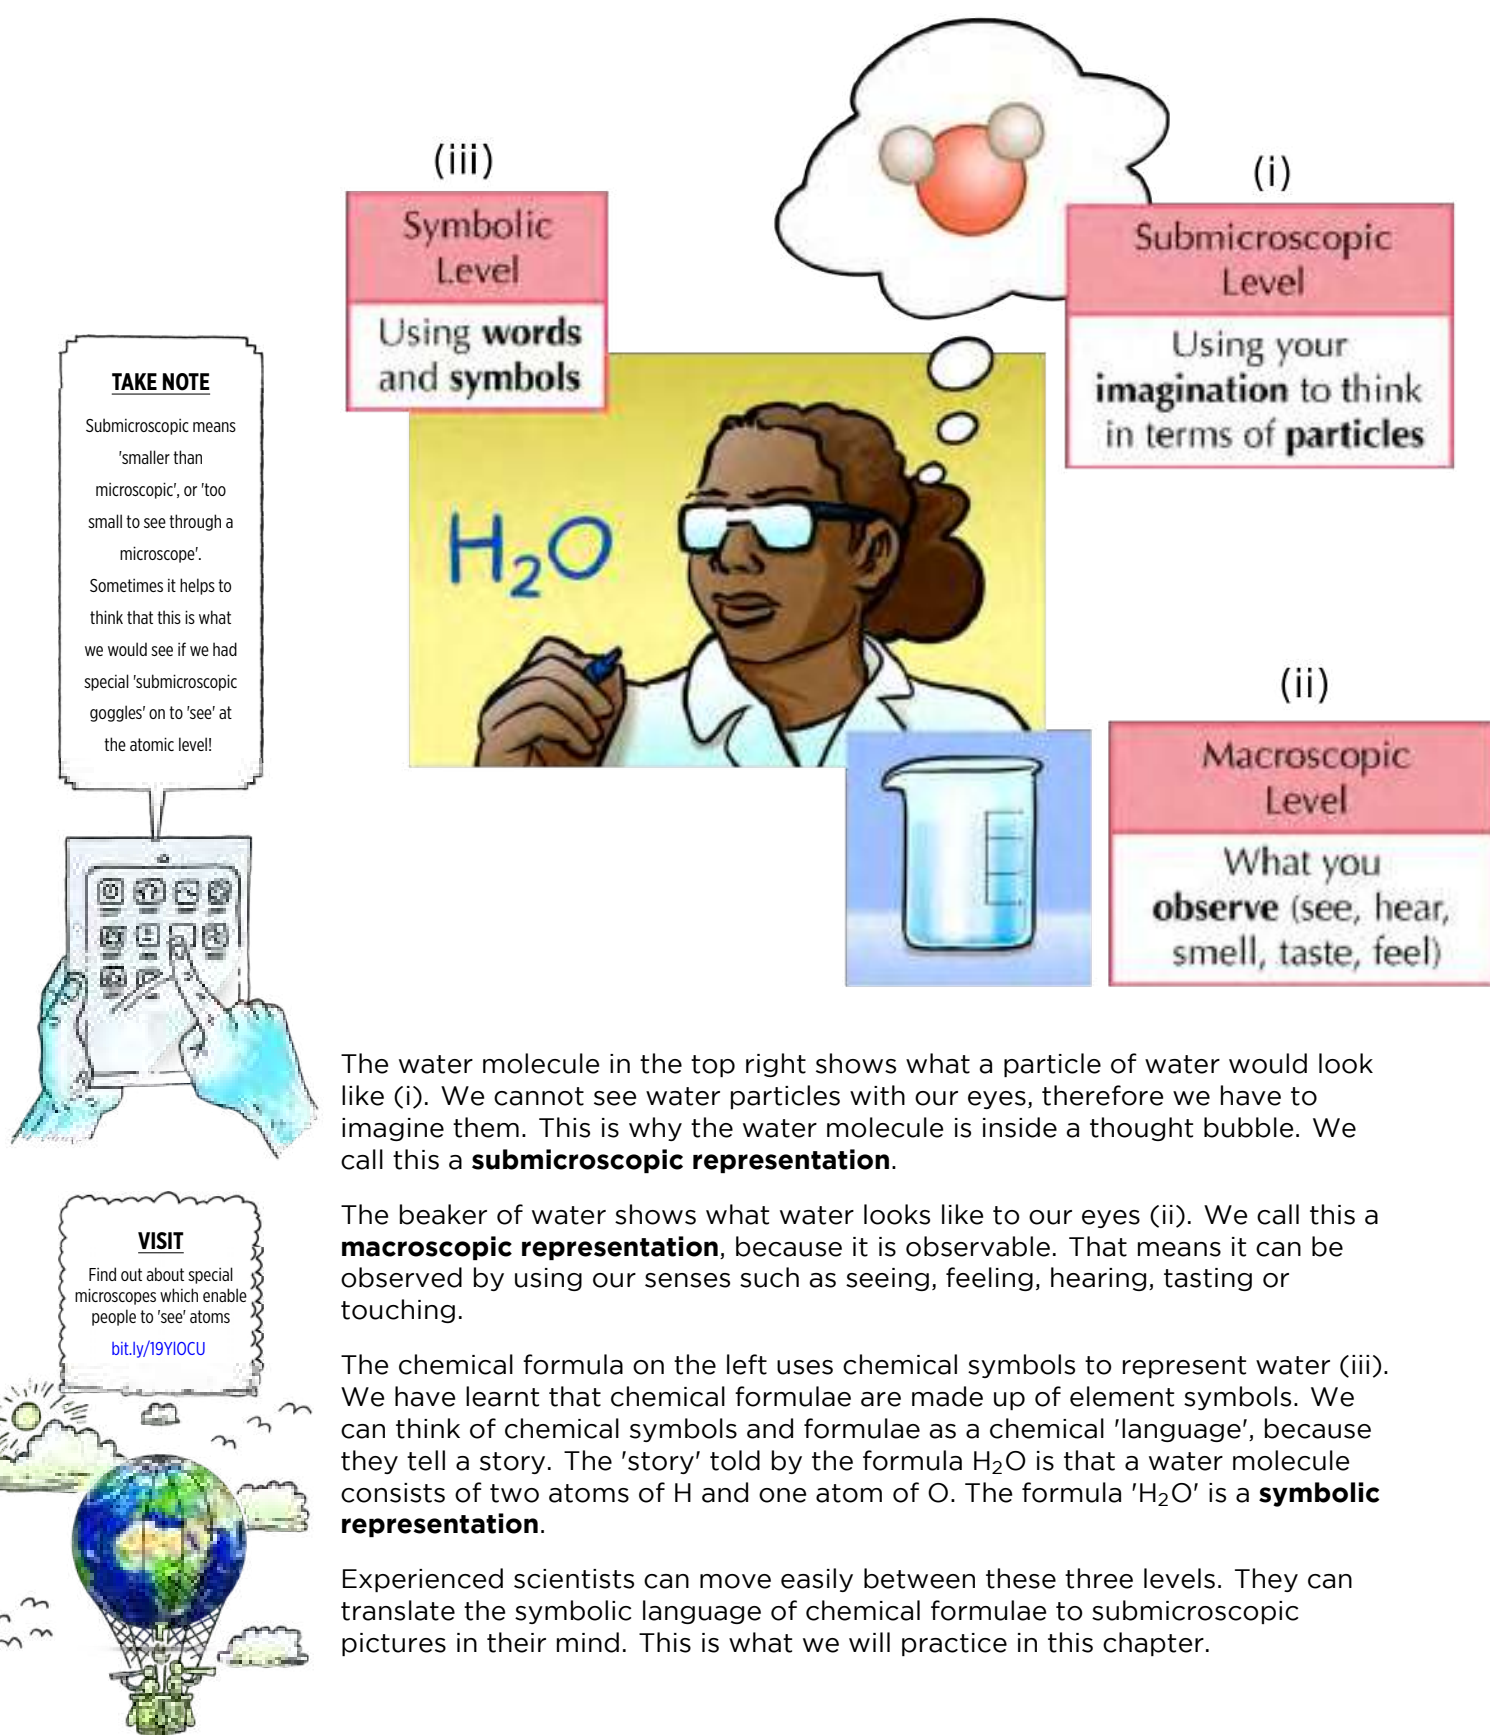 (iii)
Symbolic
Level
Using words
and symbols
(i)
Submicroscopic
Level
Using your
imagination to think
in terms of particles
H₂O
(ii)
Macroscopic
Level
What you
observe (see, hear,
smell, taste, feel)
TAKE NOTE
Submicroscopic means
'smaller than
microscopic', or 'too
small to see through a
microscope'.
Sometimes it helps to
think that this is what
we would see if we had
special 'submicroscopic
goggles' on to 'see' at
the atomic level!
The water molecule in the top right shows what a particle of water would look
like (i). We cannot see water particles with our eyes, therefore we have to
imagine them. This is why the water molecule is inside a thought bubble. We
call this a submicroscopic representation.
The beaker of water shows what water looks like to our eyes (ii). We call this a
macroscopic representation, because it is observable. That means it can be
observed by using our senses such as seeing, feeling, hearing, tasting or
touching.
The chemical formula on the left uses chemical symbols to represent water (iii).
We have learnt that chemical formulae are made up of element symbols. We
can think of chemical symbols and formulae as a chemical 'language', because
they tell a story. The 'story' told by the formula H₂O is that a water molecule
consists of two atoms of H and one atom of O. The formula 'H₂O' is a symbolic
representation.
Experienced scientists can move easily between these three levels. They can
translate the symbolic language of chemical formulae to submicroscopic
pictures in their mind. This is what we will practice in this chapter.
VISIT
Find out about special
microscopes which enable
people to 'see' atoms
bit.ly/19YIOCU